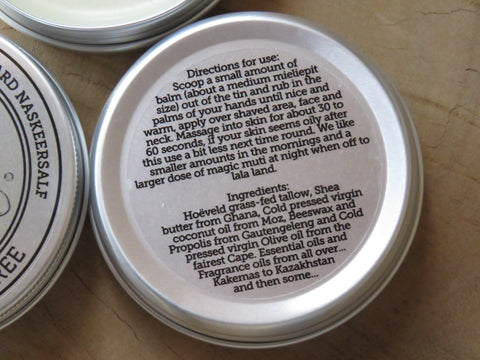 Directions for use:
Scoop a small amount of
balm (about a medium mieliepit
size) out of the tin and rub in the
palms of your hands until nice and
warm, apply over shaved area, face and
neck. Massage into skin for about 30 to
60 seconds, if your skin seems oily after
this use a bit less next time round. We like
smaller amounts in the mornings and a
larger dose of magic muti at night when off to
lala land.
Ingredients:
Hoëveld grass-fed tallow, Shea
butter from Ghana, Cold pressed virgin
coconut oil from Moz, Beeswax and
Propolis from Gautengeleng and Cold
pressed virgin Olive oil from the
fairest Cape. Essential oils and
Fragrance oils from all over...
Kakernas to Kazakhstan
and then some...
ARD NASKEERSALF
REE